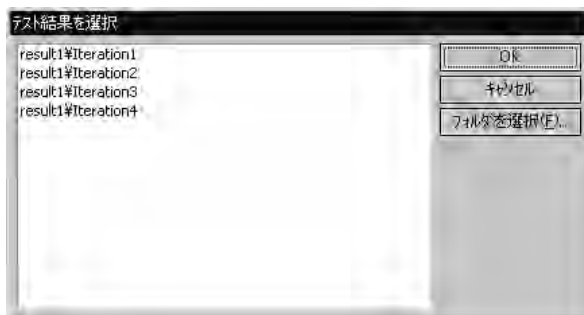 テスト結果を選択
result1¥Iteration1
result1¥Iteration2
result1¥Iteration3
result1¥Iteration4
OK
キャンセル
フォルダを選択(F)...